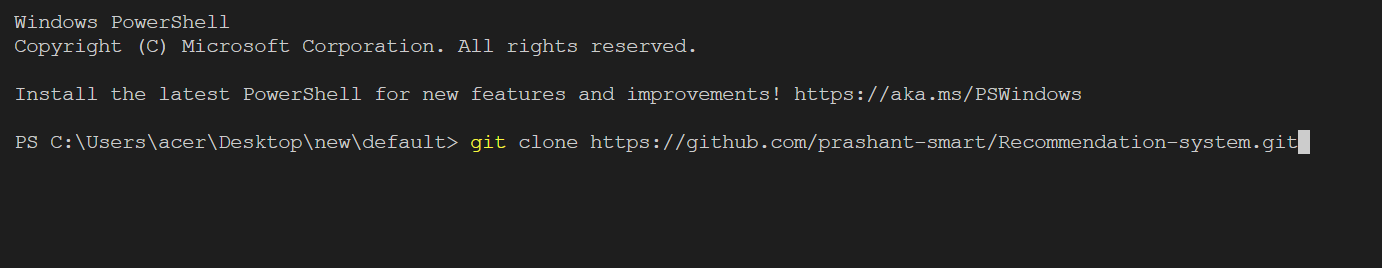 Windows PowerShell
Copyright (C) Microsoft Corporation. All rights reserved.
Install the latest PowerShell for new features and improvements! https://aka.ms/PSWindows
PS C:\Users\acer\Desktop\new\default> git clone https://github.com/prashant-smart/Recommendation-system.git